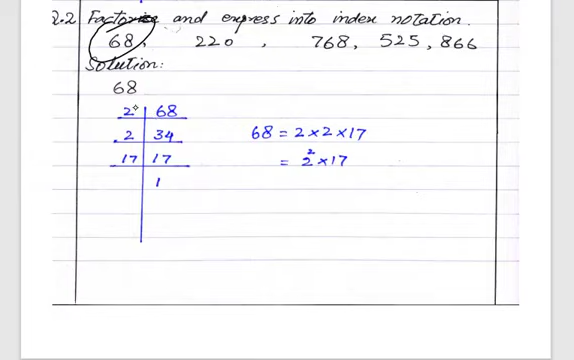 2.2 Factorize and express into index notation.
68, 220, 768, 525, 866
Solution:
68
2 | 68
2 | 34 68 = 2 × 2 × 17
17 | 17 = 2² × 17
1